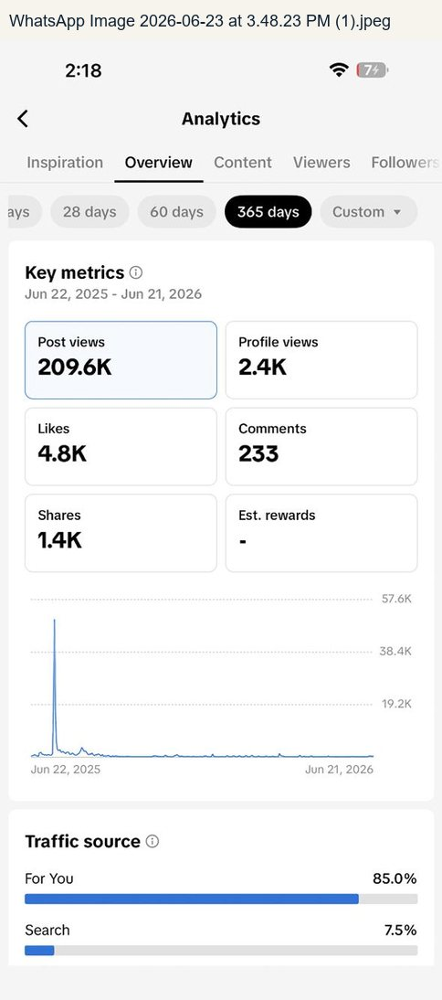 WhatsApp Image 2026-06-23 at 3.48.23 PM (1).jpeg
2:18
7
Analytics
Inspiration Overview Content Viewers Followers
ays 28 days 60 days 365 days Custom
Key metrics
Jun 22, 2025 - Jun 21, 2026
Post views Profile views
209.6K 2.4K
Likes Comments
4.8K 233
Shares Est. rewards
1.4K -
57.6K
38.4K
19.2K
Jun 22, 2025 Jun 21, 2026
Traffic source
For You 85.0%
Search 7.5%